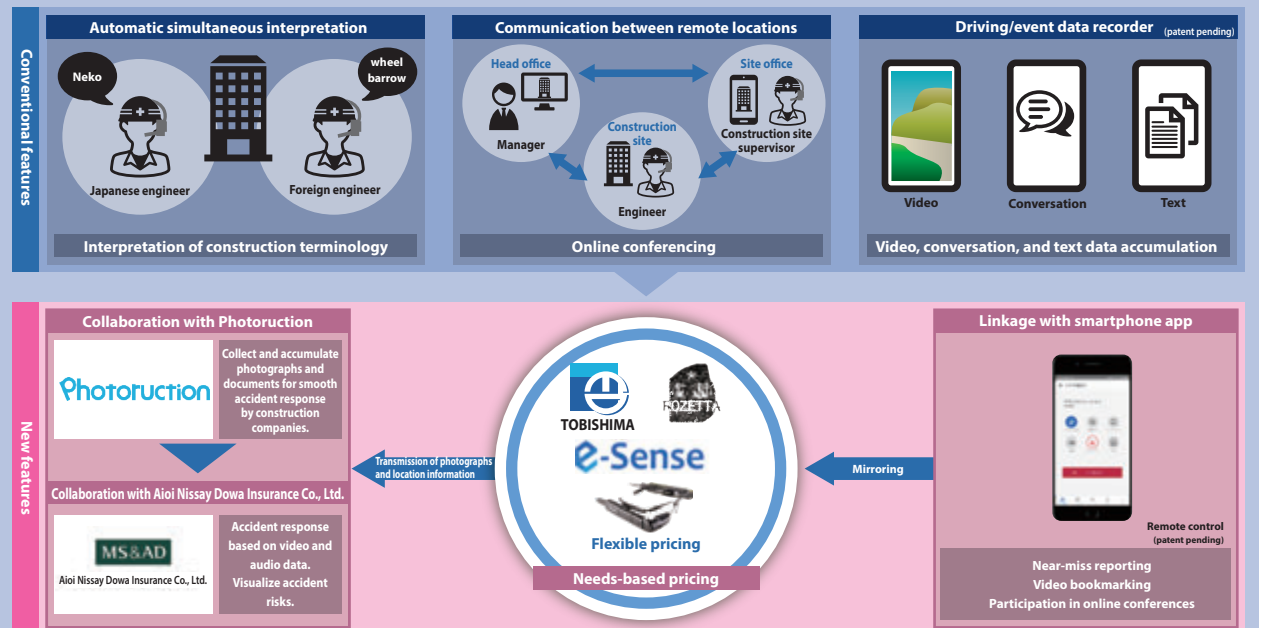 Conventional features
Automatic simultaneous interpretation
Neko
wheel
barrow
Japanese engineer
Foreign engineer
Interpretation of construction terminology
Communication between remote locations
Head office
Manager
Site office
Construction site
supervisor
Construction
site
Engineer
Online conferencing
Driving/event data recorder (patent pending)
Video
Conversation
Text
Video, conversation, and text data accumulation
New features
Collaboration with Photoruction
Photoruction
Collect and accumulate
photographs and
documents for smooth
accident response
by construction
companies.
Collaboration with Aioi Nissay Dowa Insurance Co., Ltd.
MS&AD
Aioi Nissay Dowa Insurance Co., Ltd.
Accident response
based on video and
audio data.
Visualize accident
risks.
Transmission of photographs
and location information
TOBISHIMA
ROZETTA
e-Sense
Flexible pricing
Needs-based pricing
Mirroring
Linkage with smartphone app
Remote control
(patent pending)
Near-miss reporting
Video bookmarking
Participation in online conferences